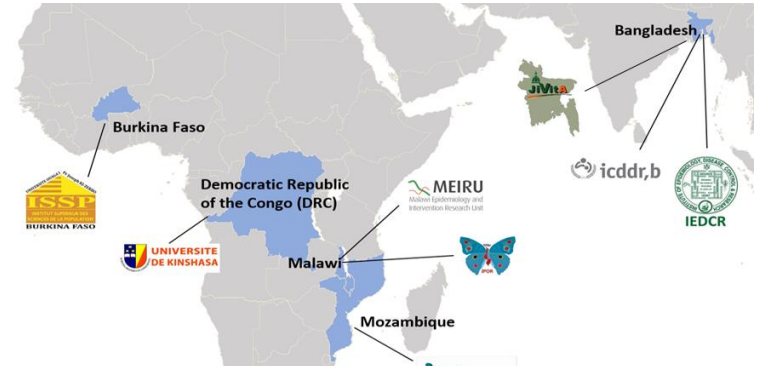 Bangladesh
JiVitA
Burkina Faso
icddr,b
Democratic Republic
of the Congo (DRC)
MEIRU
Malawi Epidemiology and
Intervention Research Unit
ISSP
INSTITUT SUPERIEUR DES
SCIENCES DE LA POPULATION
BURKINA FASO
IEDCR
UNIVERSITE
DE KINSHASA
Malawi
IPOR
Mozambique